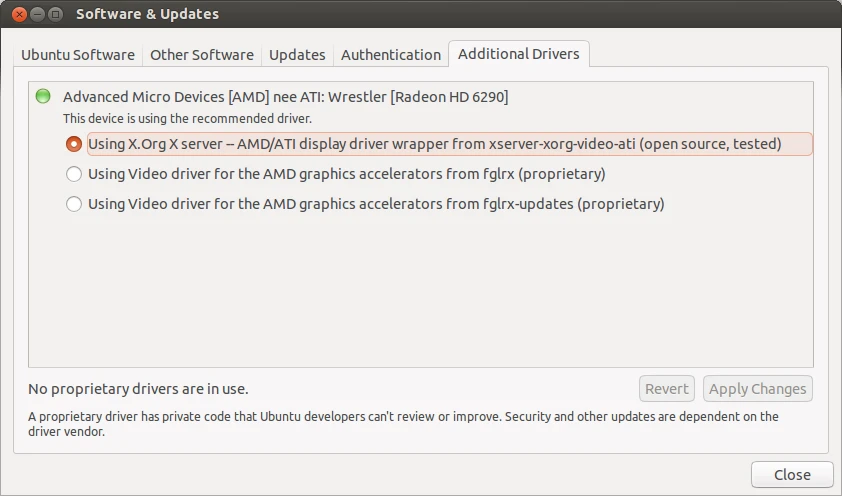 Software & Updates
Ubuntu Software
Other Software
Updates
Authentication
Additional Drivers
Advanced Micro Devices [AMD] nee ATI: Wrestler [Radeon HD 6290]
This device is using the recommended driver.
Using X.Org X server -- AMD/ATI display driver wrapper from xserver-xorg-video-ati (open source, tested)
Using Video driver for the AMD graphics accelerators from fglrx (proprietary)
Using Video driver for the AMD graphics accelerators from fglrx-updates (proprietary)
No proprietary drivers are in use.
Revert
Apply Changes
A proprietary driver has private code that Ubuntu developers can't review or improve. Security and other updates are dependent on the
driver vendor.
Close